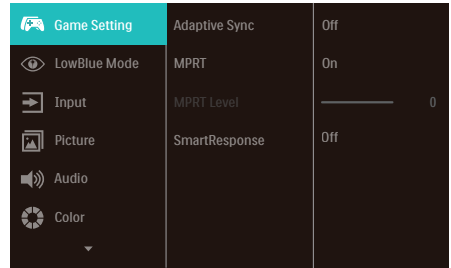 Game Setting Adaptive Sync Off
LowBlue Mode MPRT On
Input MPRT Level 0
Picture SmartResponse Off
Audio
Color